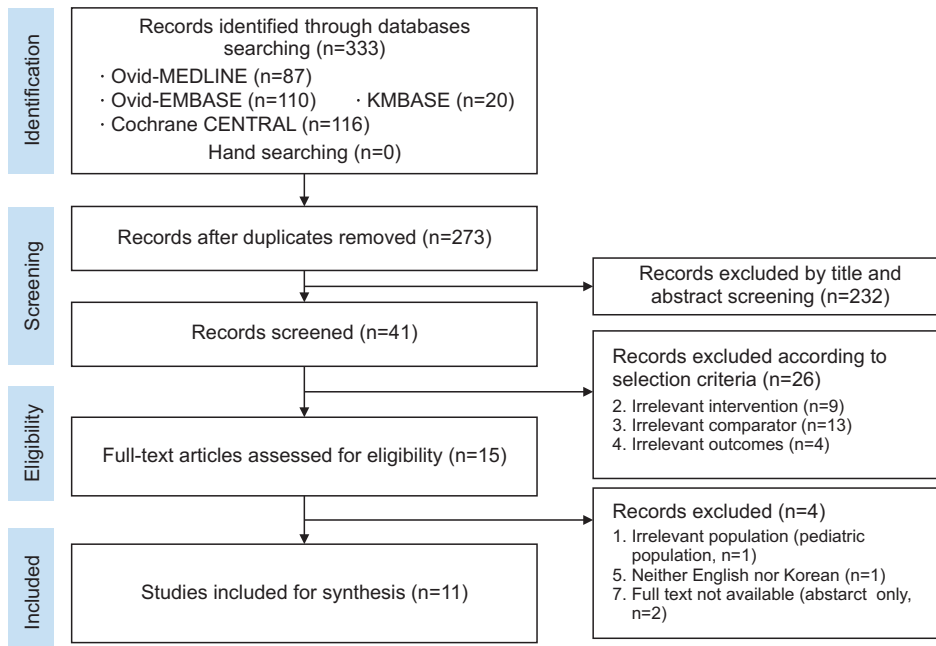 Identification
Records identified through databases
searching (n=333)
· Ovid-MEDLINE (n=87)
· Ovid-EMBASE (n=110) · KMBASE (n=20)
· Cochrane CENTRAL (n=116)
Hand searching (n=0)
Screening
Records after duplicates removed (n=273)
Records excluded by title and
abstract screening (n=232)
Records screened (n=41)
Records excluded according to
selection criteria (n=26)
2. Irrelevant intervention (n=9)
3. Irrelevant comparator (n=13)
4. Irrelevant outcomes (n=4)
Eligibility
Full-text articles assessed for eligibility (n=15)
Records excluded (n=4)
1. Irrelevant population (pediatric
population, n=1)
5. Neither English nor Korean (n=1)
7. Full text not available (abstarct only,
n=2)
Included
Studies included for synthesis (n=11)